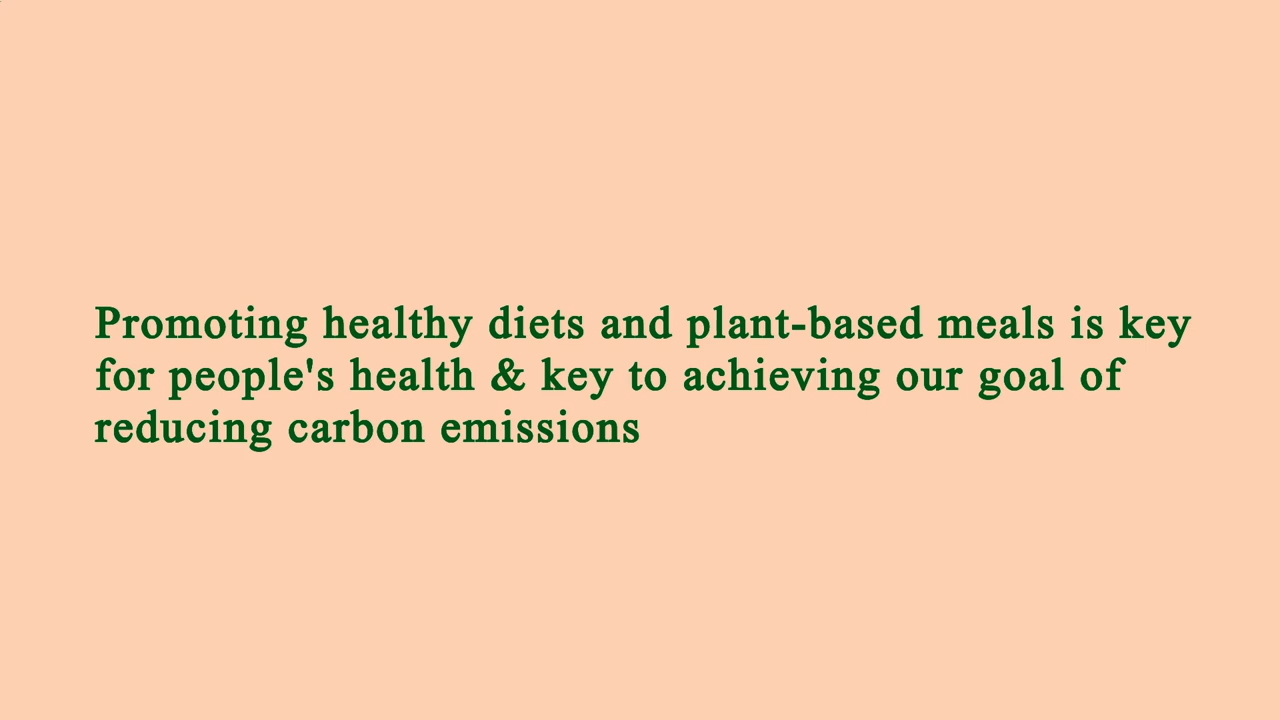 Promoting healthy diets and plant-based meals is key
for people's health & key to achieving our goal of
reducing carbon emissions